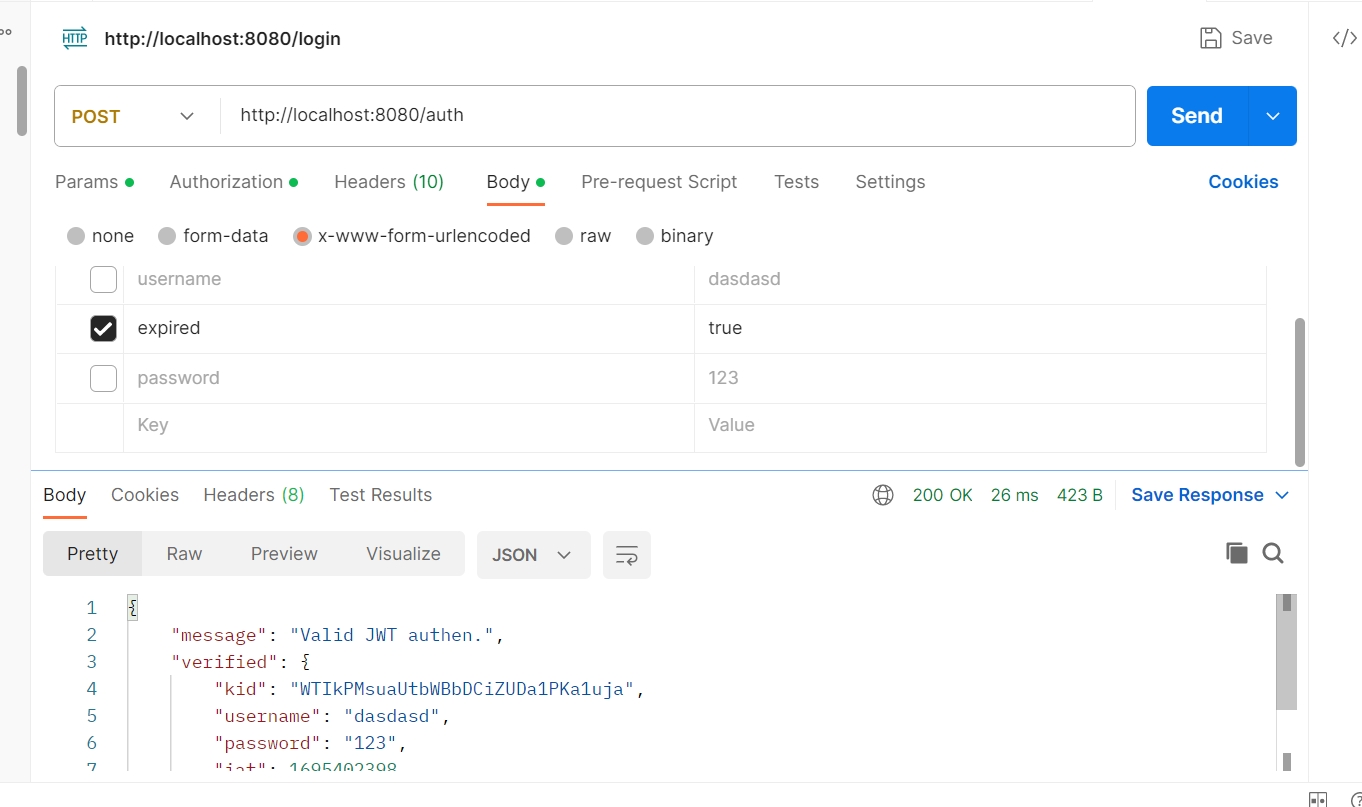 HTTP http://localhost:8080/login Save </>
POST http://localhost:8080/auth Send
Params Authorization Headers (10) Body Pre-request Script Tests Settings Cookies
none form-data x-www-form-urlencoded raw binary
username dasdasd
expired true
password 123
Key Value
Body Cookies Headers (8) Test Results 200 OK 26 ms 423 B Save Response
Pretty Raw Preview Visualize JSON
1 {
2 "message": "Valid JWT authen.",
3 "verified": {
4 "kid": "WTIkPMsuaUtbWBbDCiZUDa1PKa1uja",
5 "username": "dasdasd",
6 "password": "123",
7 "iat": 1695402398